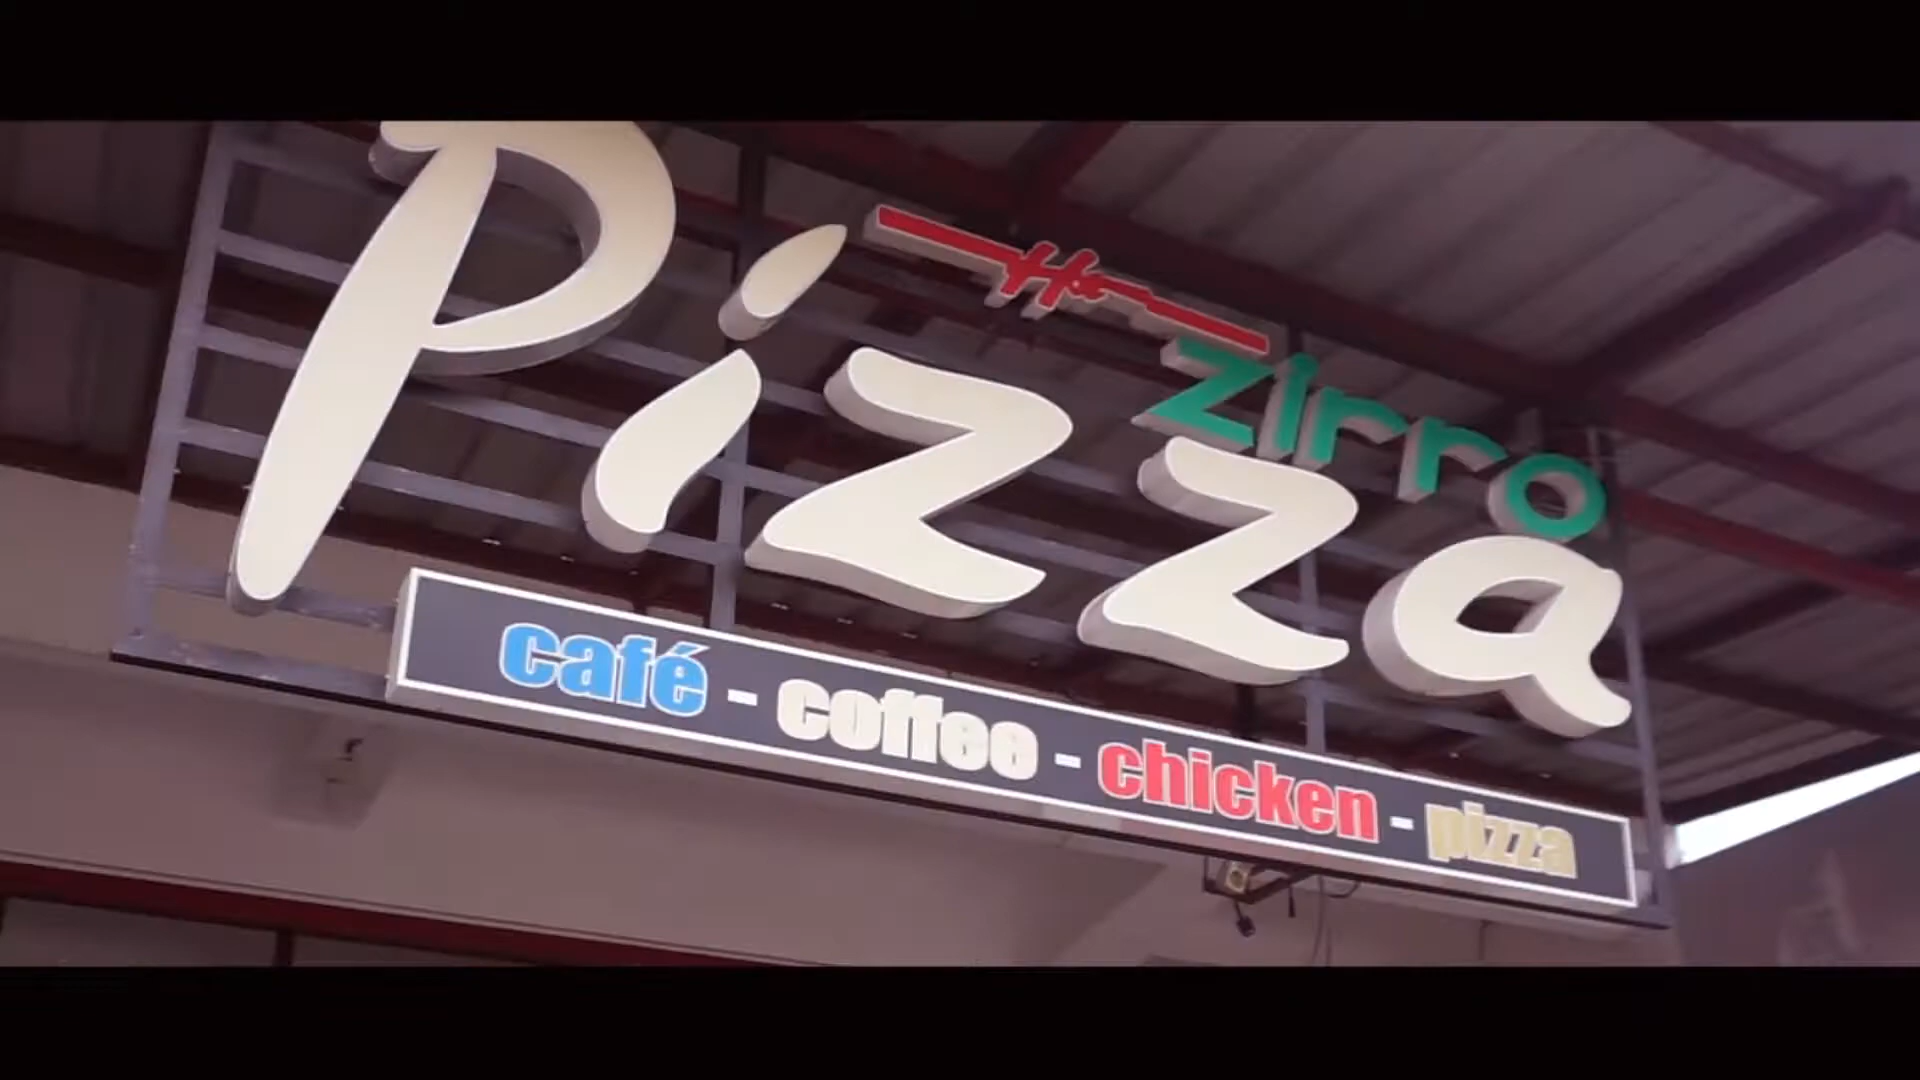 zirro
Pizza
café - coffee - chicken - pizza